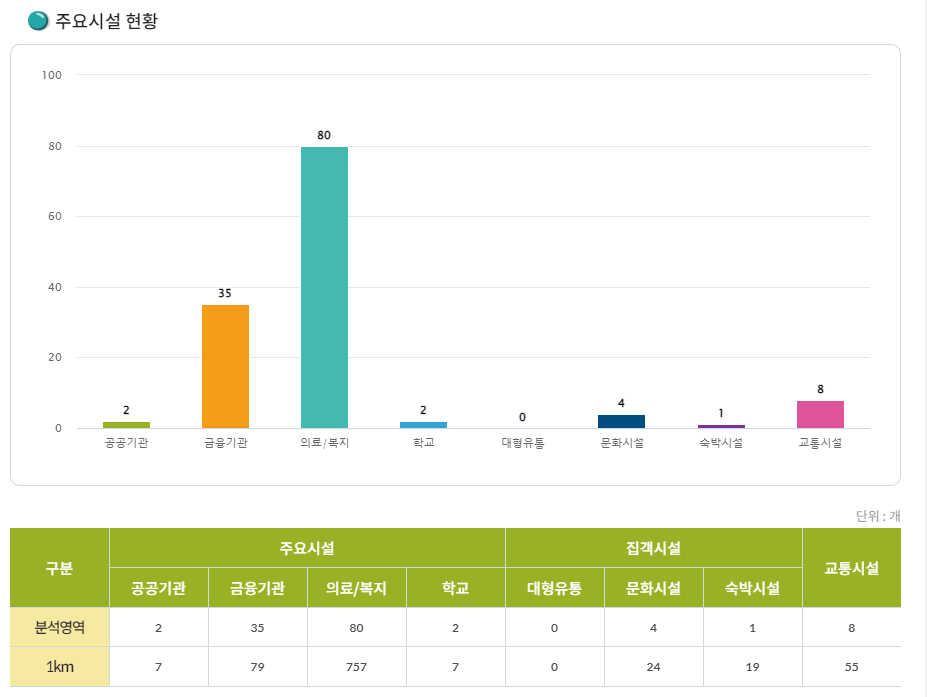 주요시설 현황
100
80
60
40
20
0
2
35
80
2
0
4
1
8
공공기관 금융기관 의료/복지 학교 대형유통 문화시설 숙박시설 교통시설
단위 : 개
구분 주요시설 집객시설 교통시설
공공기관 금융기관 의료/복지 학교 대형유통 문화시설 숙박시설
분석영역 2 35 80 2 0 4 1 8
1km 7 79 757 7 0 24 19 55